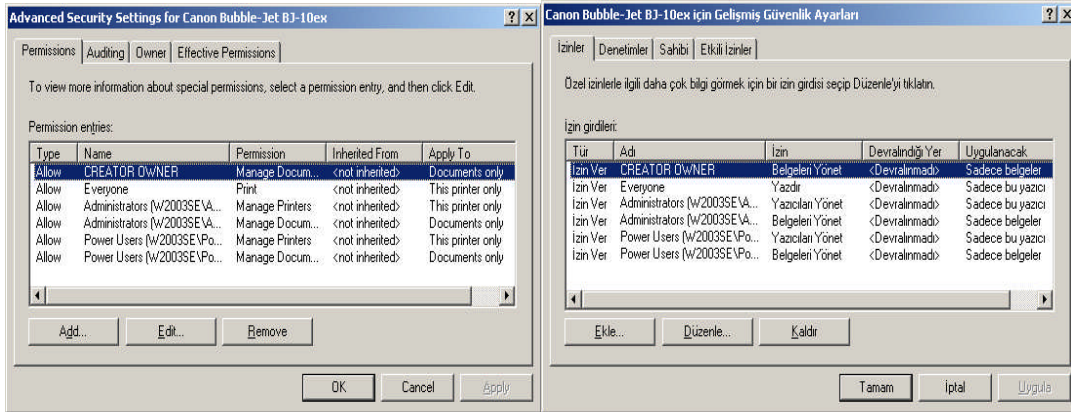 Advanced Security Settings for Canon Bubble-Jet BJ-10ex
Permissions Auditing Owner Effective Permissions
To view more information about special permissions, select a permission entry, and then click Edit.
Permission entries:
Type Name Permission Inherited From Apply To
Allow CREATOR OWNER Manage Docum... <not inherited> Documents only
Allow Everyone Print <not inherited> This printer only
Allow Administrators (W2003SE\A... Manage Printers <not inherited> This printer only
Allow Administrators (W2003SE\A... Manage Docum... <not inherited> Documents only
Allow Power Users (W2003SE\Po... Manage Printers <not inherited> This printer only
Allow Power Users (W2003SE\Po... Manage Docum... <not inherited> Documents only
Add... Edit... Remove
OK Cancel Apply
Canon Bubble-Jet BJ-10ex için Gelişmiş Güvenlik Ayarları
İzinler Denetimler Sahibi Etkili İzinler
Özel izinlerle ilgili daha çok bilgi görmek için bir izin girdisi seçip Düzenle'yi tıklatın.
İzin girdileri:
Tür Adı İzin Devralındığı Yer Uygulanacak
İzin Ver CREATOR OWNER Belgeleri Yönet <Devralınmadı> Sadece belgeler
İzin Ver Everyone Yazdır <Devralınmadı> Sadece bu yazıcı
İzin Ver Administrators (W2003SE\A... Yazıcıları Yönet <Devralınmadı> Sadece bu yazıcı
İzin Ver Administrators (W2003SE\A... Belgeleri Yönet <Devralınmadı> Sadece belgeler
İzin Ver Power Users (W2003SE\Po... Yazıcıları Yönet <Devralınmadı> Sadece bu yazıcı
İzin Ver Power Users (W2003SE\Po... Belgeleri Yönet <Devralınmadı> Sadece belgeler
Ekle... Düzenle... Kaldır
Tamam İptal Uygula